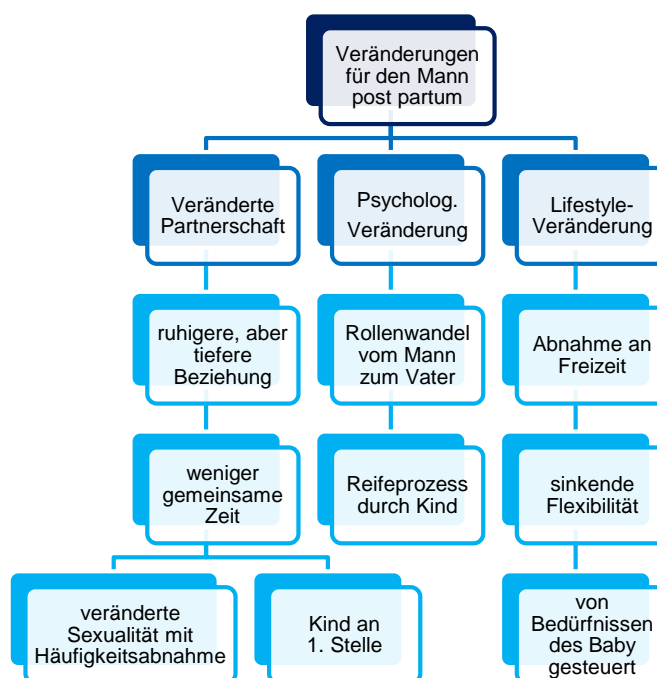 Veränderungen
für den Mann
post partum
Veränderte
Partnerschaft
Psycholog.
Veränderung
Lifestyle-
Veränderung
ruhigere, aber
tiefere
Beziehung
Rollenwandel
vom Mann
zum Vater
Abnahme an
Freizeit
weniger
gemeinsame
Zeit
Reifeprozess
durch Kind
sinkende
Flexibilität
veränderte
Sexualität mit
Häufigkeitsabnahme
Kind an
1. Stelle
von
Bedürfnissen
des Baby
gesteuert